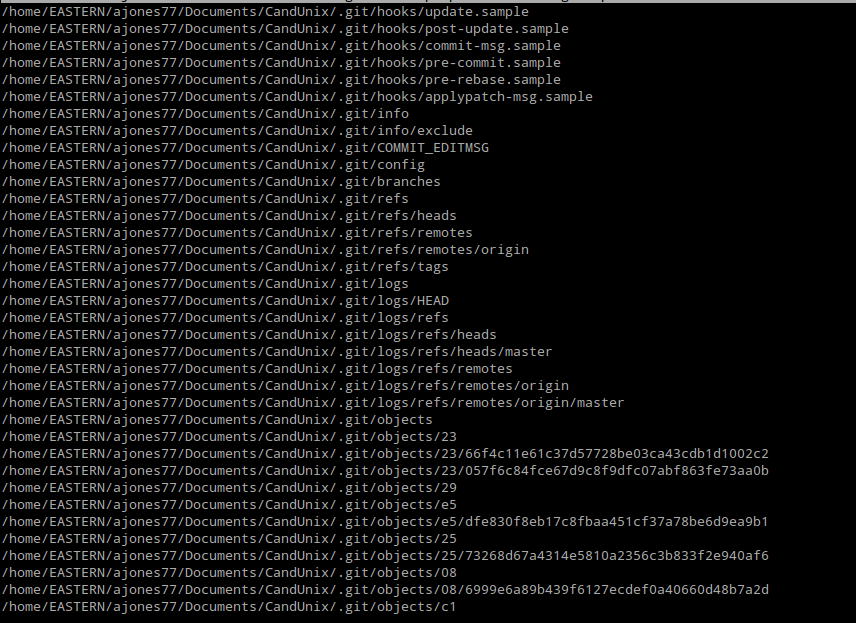 /home/EASTERN/ajones77/Documents/CandUnix/.git/hooks/update.sample
/home/EASTERN/ajones77/Documents/CandUnix/.git/hooks/post-update.sample
/home/EASTERN/ajones77/Documents/CandUnix/.git/hooks/commit-msg.sample
/home/EASTERN/ajones77/Documents/CandUnix/.git/hooks/pre-commit.sample
/home/EASTERN/ajones77/Documents/CandUnix/.git/hooks/pre-rebase.sample
/home/EASTERN/ajones77/Documents/CandUnix/.git/hooks/applypatch-msg.sample
/home/EASTERN/ajones77/Documents/CandUnix/.git/info
/home/EASTERN/ajones77/Documents/CandUnix/.git/info/exclude
/home/EASTERN/ajones77/Documents/CandUnix/.git/COMMIT_EDITMSG
/home/EASTERN/ajones77/Documents/CandUnix/.git/config
/home/EASTERN/ajones77/Documents/CandUnix/.git/branches
/home/EASTERN/ajones77/Documents/CandUnix/.git/refs
/home/EASTERN/ajones77/Documents/CandUnix/.git/refs/heads
/home/EASTERN/ajones77/Documents/CandUnix/.git/refs/remotes
/home/EASTERN/ajones77/Documents/CandUnix/.git/refs/remotes/origin
/home/EASTERN/ajones77/Documents/CandUnix/.git/refs/tags
/home/EASTERN/ajones77/Documents/CandUnix/.git/logs
/home/EASTERN/ajones77/Documents/CandUnix/.git/logs/HEAD
/home/EASTERN/ajones77/Documents/CandUnix/.git/logs/refs
/home/EASTERN/ajones77/Documents/CandUnix/.git/logs/refs/heads
/home/EASTERN/ajones77/Documents/CandUnix/.git/logs/refs/heads/master
/home/EASTERN/ajones77/Documents/CandUnix/.git/logs/refs/remotes
/home/EASTERN/ajones77/Documents/CandUnix/.git/logs/refs/remotes/origin
/home/EASTERN/ajones77/Documents/CandUnix/.git/logs/refs/remotes/origin/master
/home/EASTERN/ajones77/Documents/CandUnix/.git/objects
/home/EASTERN/ajones77/Documents/CandUnix/.git/objects/23
/home/EASTERN/ajones77/Documents/CandUnix/.git/objects/23/66f4c11e61c37d57728be03ca43cdb1d1002c2
/home/EASTERN/ajones77/Documents/CandUnix/.git/objects/23/057f6c84fce67d9c8f9dfc07abf863fe73aa0b
/home/EASTERN/ajones77/Documents/CandUnix/.git/objects/29
/home/EASTERN/ajones77/Documents/CandUnix/.git/objects/e5
/home/EASTERN/ajones77/Documents/CandUnix/.git/objects/e5/dfe830f8eb17c8fbaa451cf37a78be6d9ea9b1
/home/EASTERN/ajones77/Documents/CandUnix/.git/objects/25
/home/EASTERN/ajones77/Documents/CandUnix/.git/objects/25/73268d67a4314e5810a2356c3b833f2e940af6
/home/EASTERN/ajones77/Documents/CandUnix/.git/objects/08
/home/EASTERN/ajones77/Documents/CandUnix/.git/objects/08/6999e6a89b439f6127ecdef0a40660d48b7a2d
/home/EASTERN/ajones77/Documents/CandUnix/.git/objects/c1